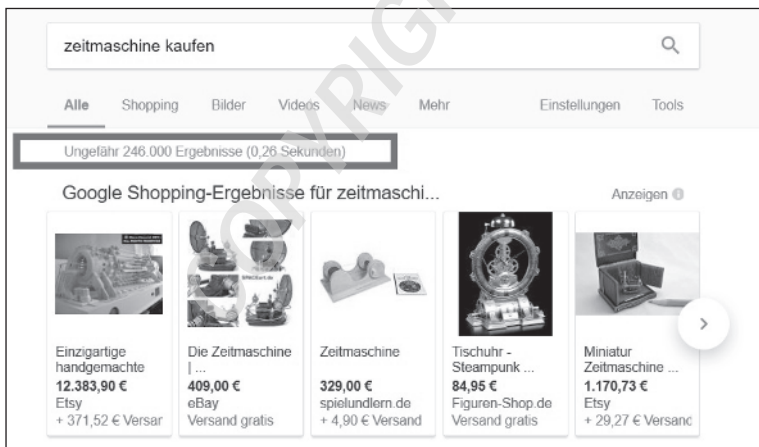 zeitmaschine kaufen
Alle Shopping Bilder Videos News Mehr Einstellungen Tools
Ungefähr 246.000 Ergebnisse (0,26 Sekunden)
Google Shopping-Ergebnisse für zeitmaschi... Anzeigen
Einzigartige
handgemachte
12.383,90 €
Etsy
+ 371,52 € Versar
Die Zeitmaschine
| ...
409,00 €
eBay
Versand gratis
Zeitmaschine
329,00 €
spielundlern.de
+ 4,90 € Versand
Tischuhr -
Steampunk ...
84,95 €
Figuren-Shop.de
Versand gratis
Miniatur
Zeitmaschine ...
1.170,73 €
Etsy
+ 29,27 € Versanc